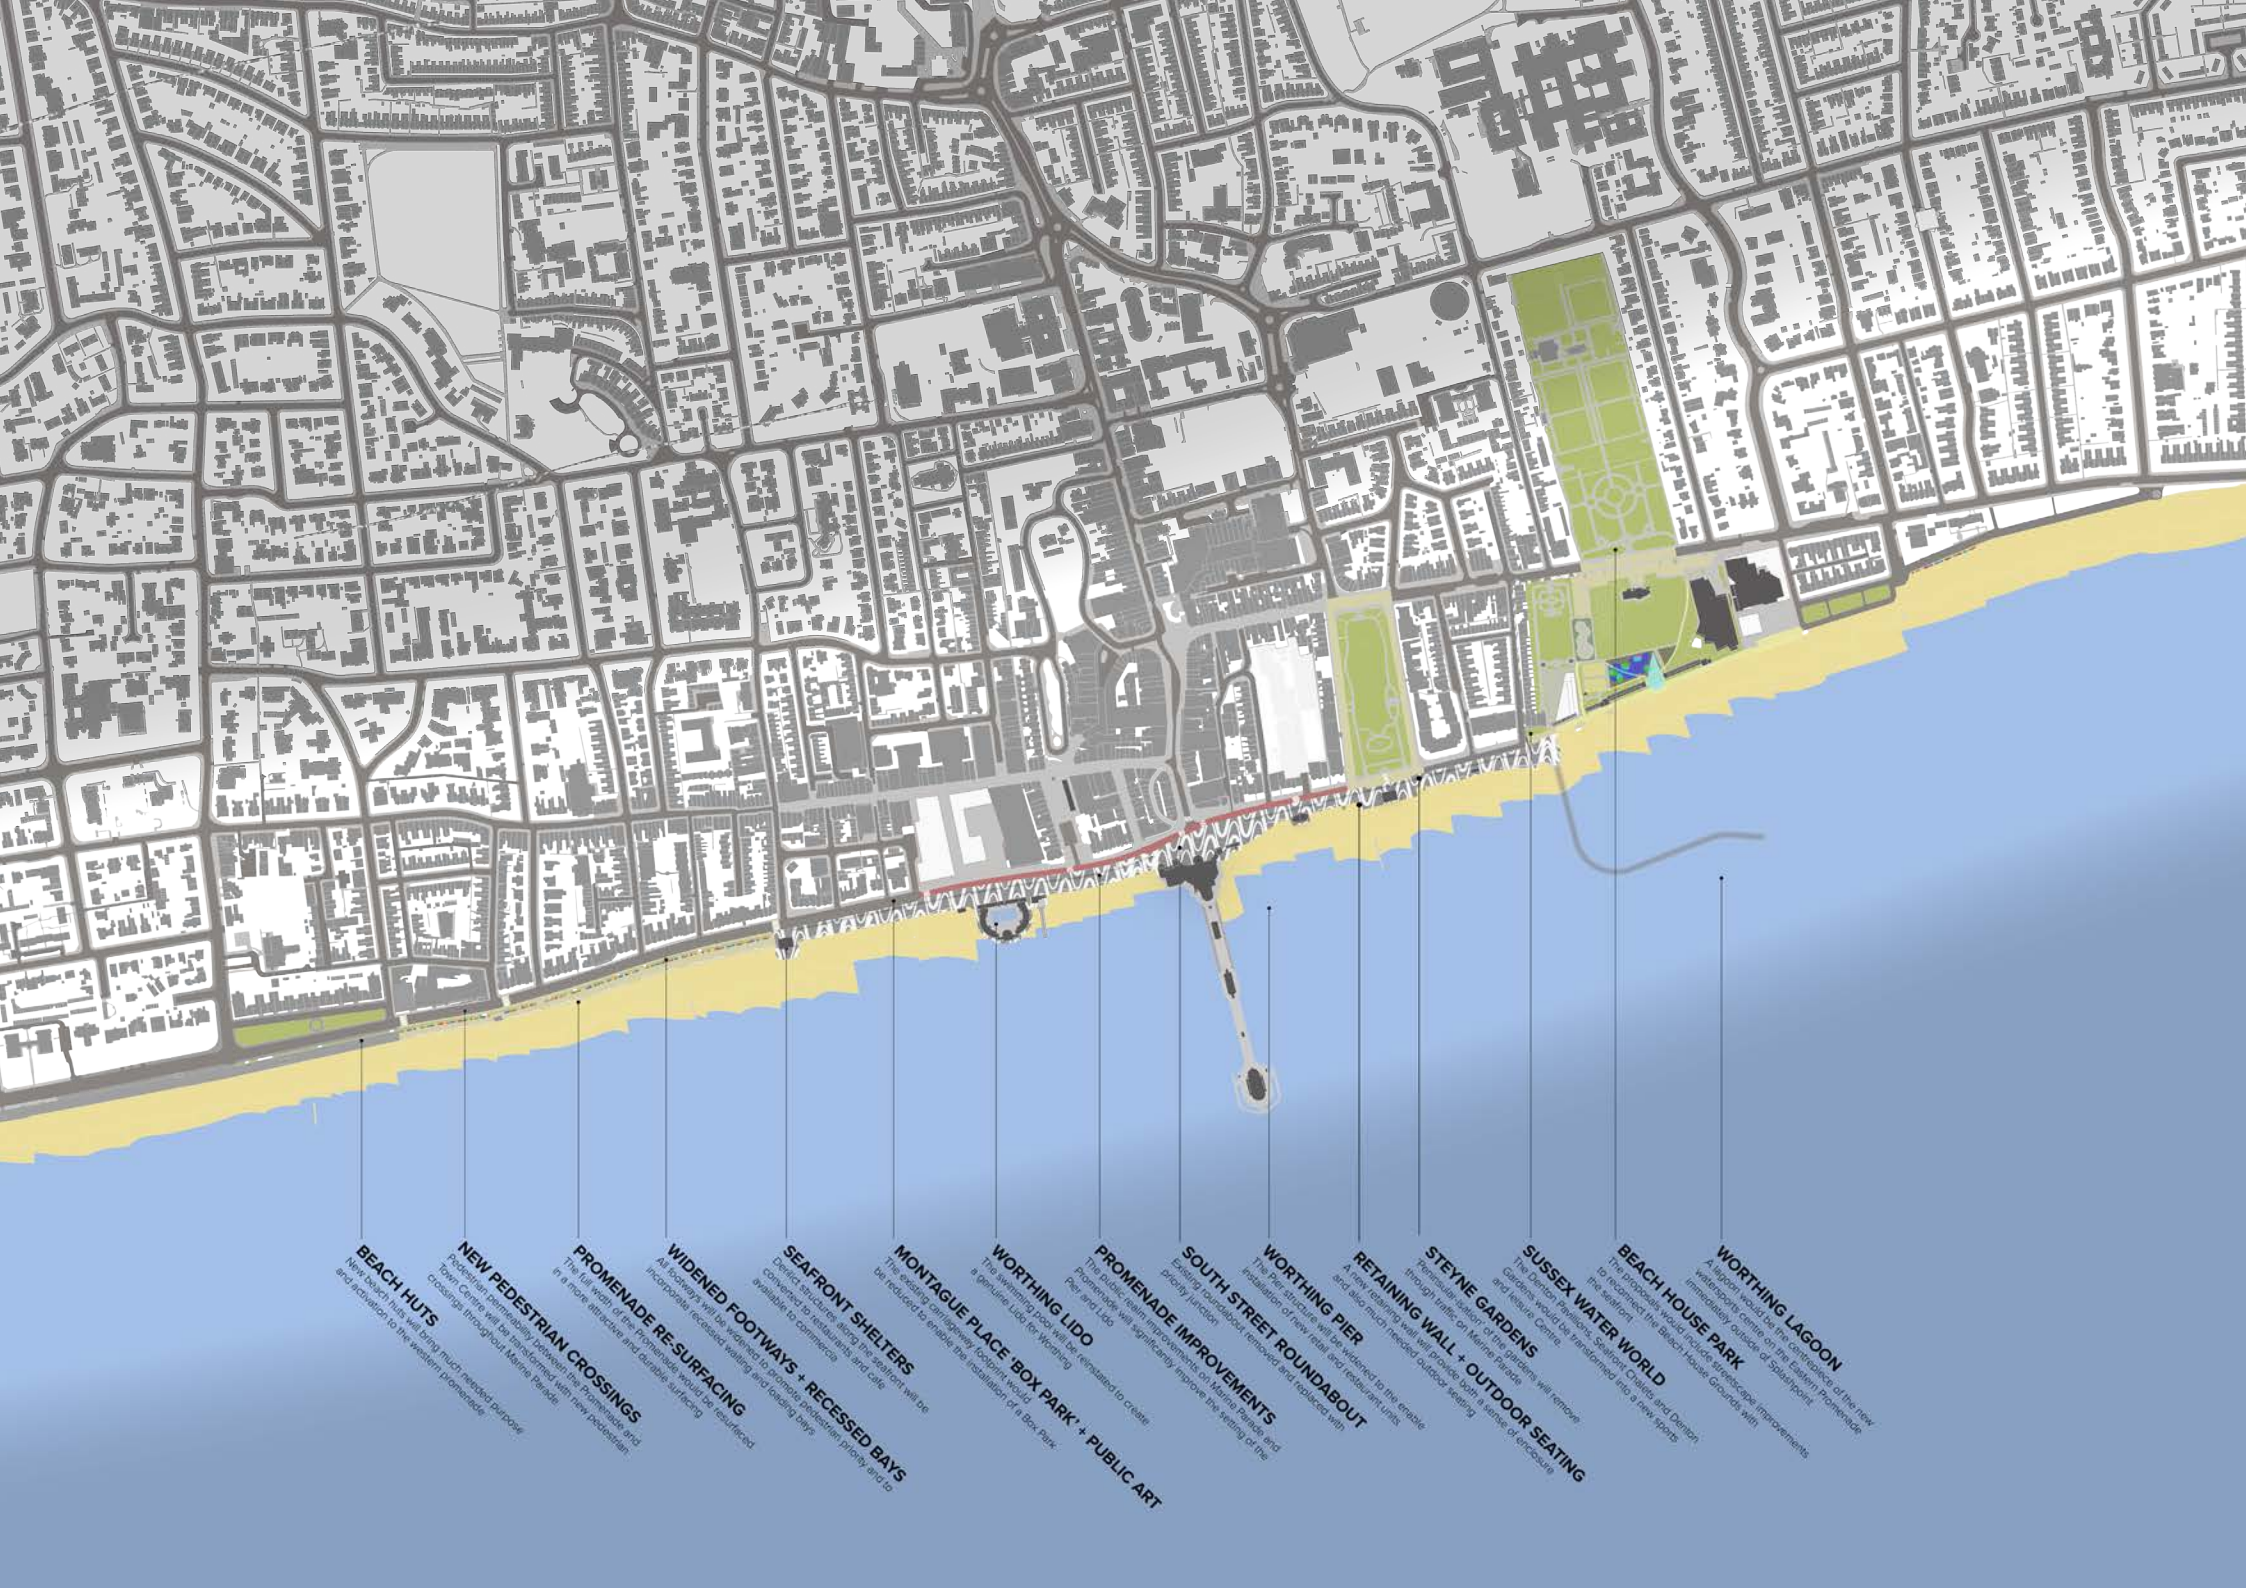 BEACH HUTS
New beach huts will bring much needed purpose
and activation to the western promenade
NEW PEDESTRIAN CROSSINGS
Pedestrian permeability between the Promenade and
Town Centre will be transformed with new pedestrian
crossings throughout Marine Parade
PROMENADE RE-SURFACING
The full width of the Promenade would be resurfaced
in a more attractive and durable surfacing
WIDENED FOOTWAYS + RECESSED BAYS
All footways will be widened to promote pedestrian priority and to
incorporate recessed waiting and loading bays
SEAFRONT SHELTERS
Derelict structures along the seafront will be
converted to restaurants and cafe
available to commercia
MONTAGUE PLACE 'BOX PARK' + PUBLIC ART
The existing carriageway footprint would
be reduced to enable the installation of a Box Park
WORTHING LIDO
The swimming pool will be reinstated to create
a genuine Lido for Worthing
PROMENADE IMPROVEMENTS
The public realm improvements on Marine Parade and
Promenade will significantly improve the setting of the
Pier and Lido
SOUTH STREET ROUNDABOUT
Existing roundabout removed and replaced with
priority junction
WORTHING PIER
The Pier structure will be widened to the enable
installation of new retail and restaurant units
RETAINING WALL + OUTDOOR SEATING
A new retaining wall will provide both a sense of enclosure
and also much needed outdoor seating
STEYNE GARDENS
'Peninsularisation' of the gardens will remove
through traffic on Marine Parade
SUSSEX WATER WORLD
The Denton Pavillions, Seafront Chalets and Denton
Gardens would be transformed into a new sports
and leisure Centre
BEACH HOUSE PARK
The proposals would include streetscape improvements
to reconnect the Beach House Grounds with
the seafront
WORTHING LAGOON
A lagoon would be the centrepiece of the new
watersports centre on the Eastern Promenade
immediately outside of Splashpoint